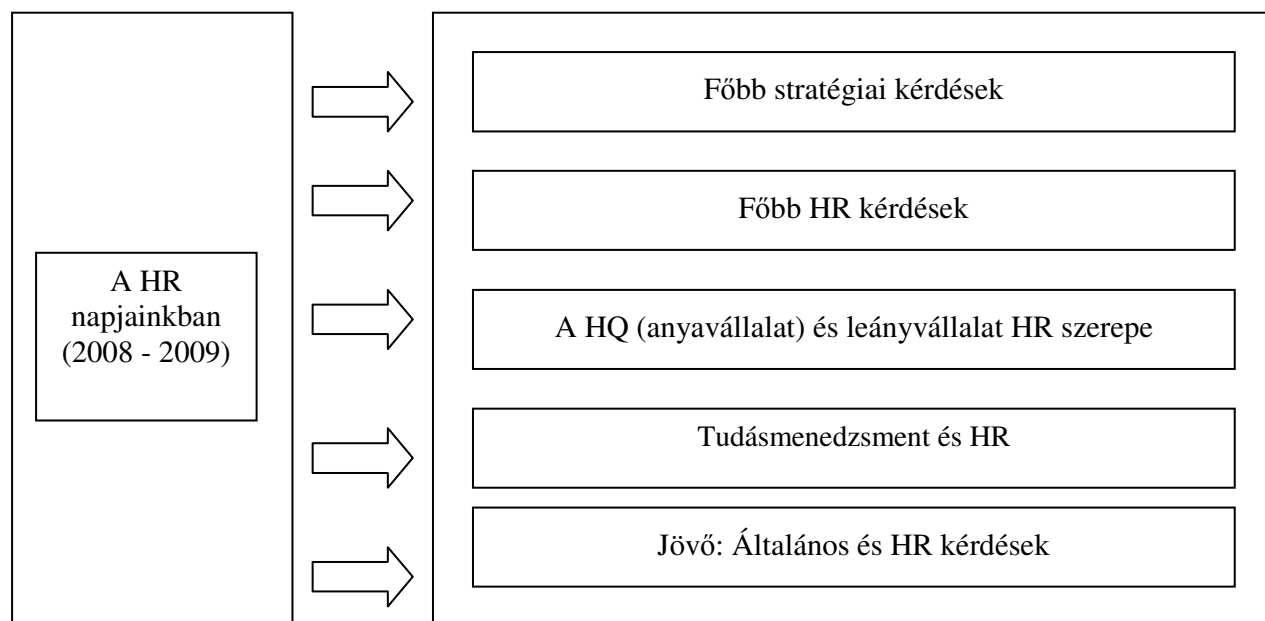 A HR
napjainkban
(2008 - 2009)
Főbb stratégiai kérdések
Főbb HR kérdések
A HQ (anyavállalat) és leányvállalat HR szerepe
Tudásmenedzsment és HR
Jövő: Általános és HR kérdések